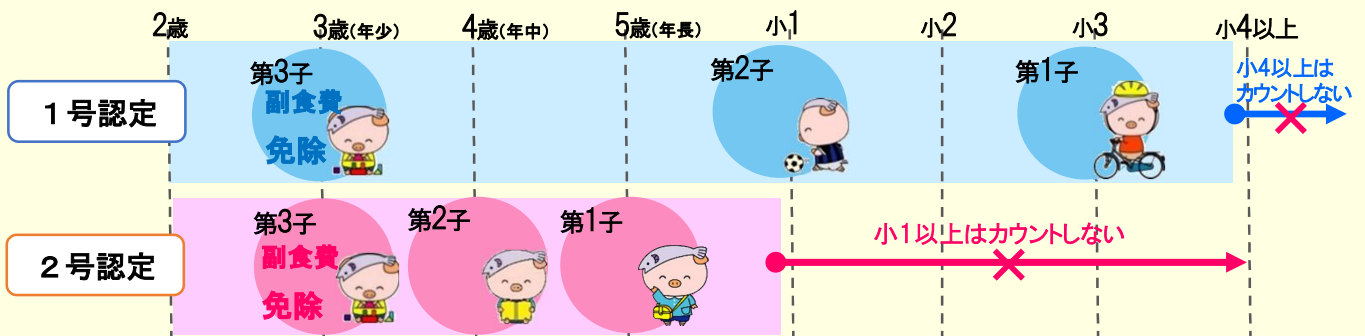 2歳 3歳(年少) 4歳(年中) 5歳(年長) 小1 小2 小3 小4以上
1号認定
第3子
副食費
免除
第2子
第1子
小4以上は
カウントしない
2号認定
第3子
副食費
免除
第2子
第1子
小1以上はカウントしない